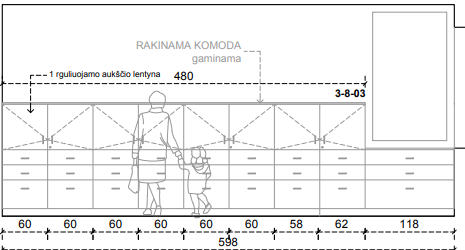 RAKINAMA KOMODA
gaminama
1 rguliuojamo aukščio lentyna
480
3-8-03
60 60 60 60 60 60 58 62 118
598